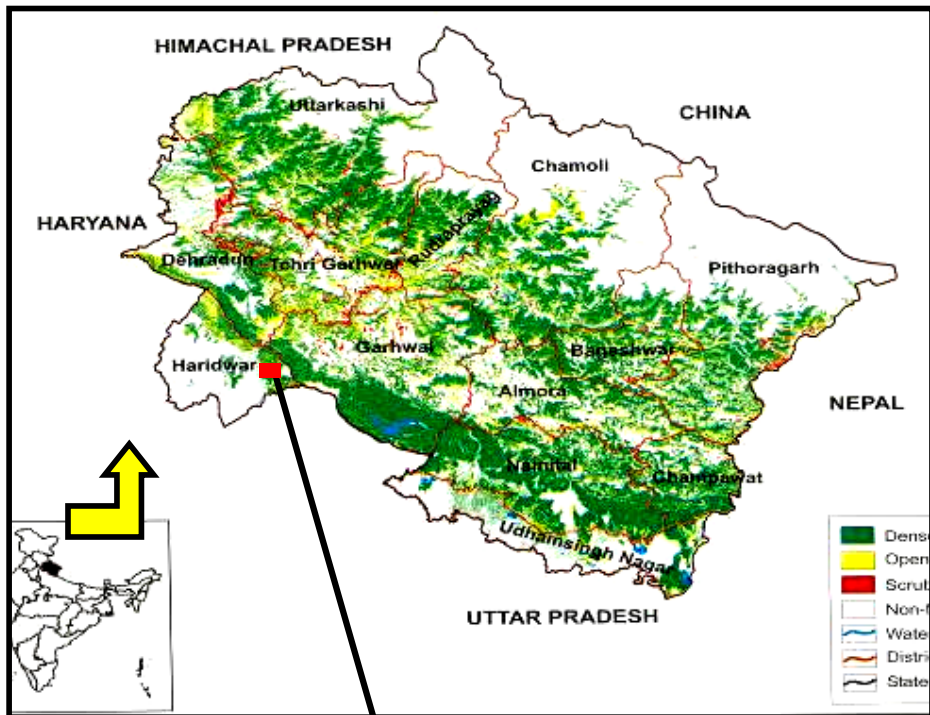 HIMACHAL PRADESH
Uttarkashi
CHINA
Chamoli
HARYANA
Rudraprayag
Dehradun
Tehri Garhwal
Pithoragarh
Garhwal
Bageshwar
Haridwar
Almora
NEPAL
Nainital
Champawat
Udhamsingh Nagar
UTTAR PRADESH
Dens
Open
Scrub
Non-
Wate
Distri
State